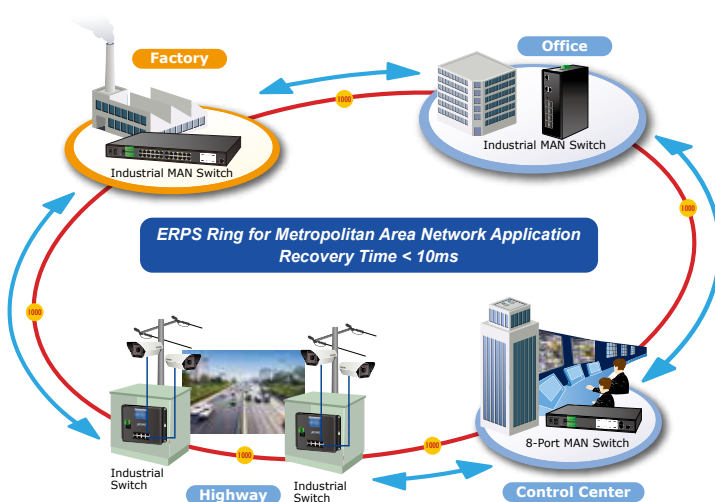 Factory
Office
1000
Industrial MAN Switch
Industrial MAN Switch
1000
ERPS Ring for Metropolitan Area Network Application
Recovery Time < 10ms
1000
8-Port MAN Switch
1000
1000
Industrial
Switch
Industrial
Switch
Highway
Control Center